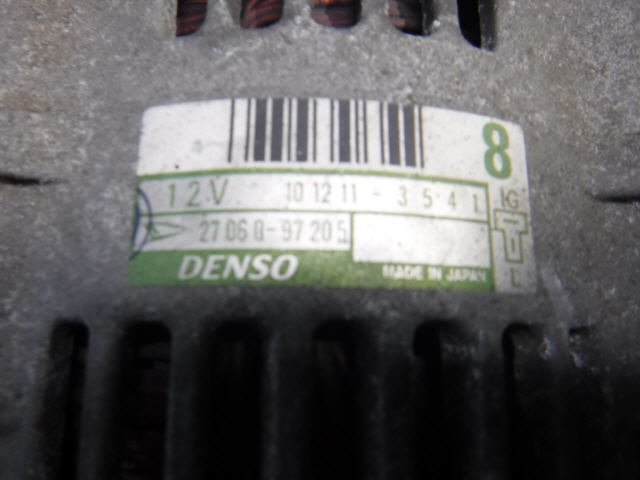 8
12V 101211-3541 IG
27060-97205
DENSO MADE IN JAPAN L